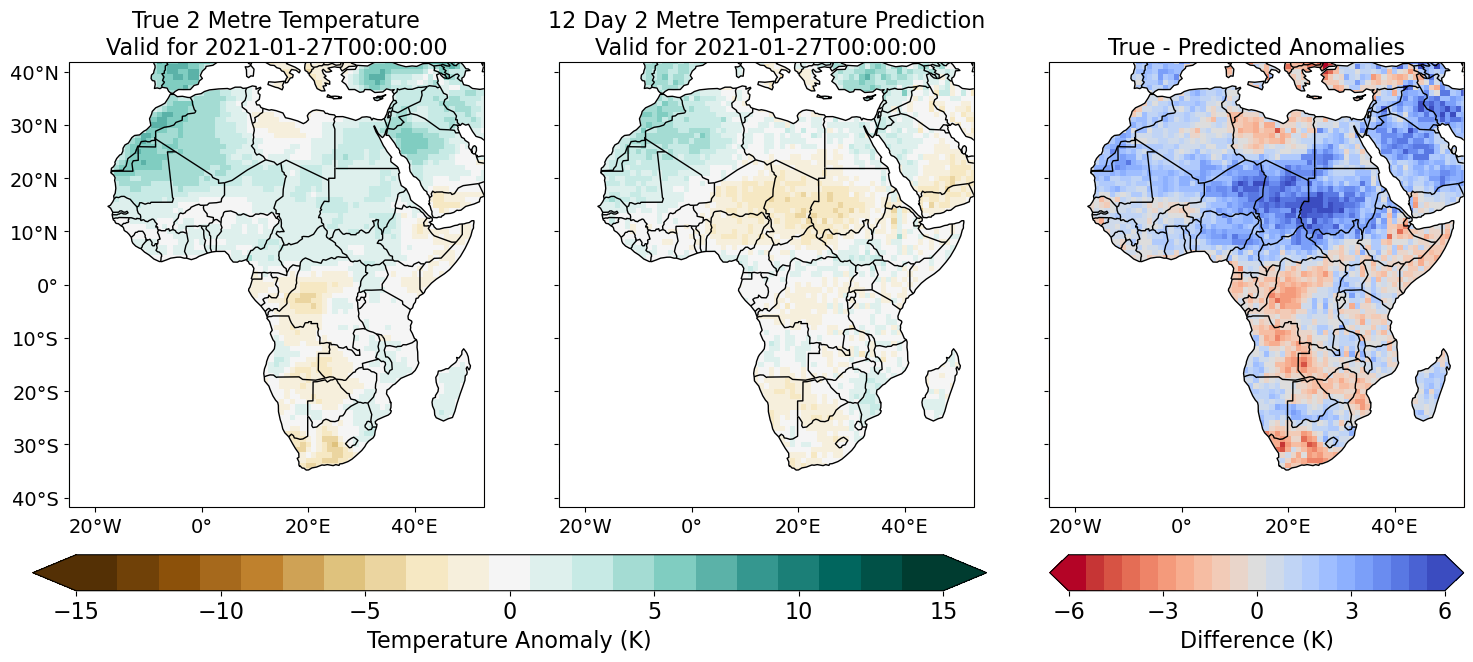 True 2 Metre Temperature
Valid for 2021-01-27T00:00:00
12 Day 2 Metre Temperature Prediction
Valid for 2021-01-27T00:00:00
True - Predicted Anomalies
40°N
30°N
20°N
10°N
0°
10°S
20°S
30°S
40°S
20°W 0° 20°E 40°E
20°W 0° 20°E 40°E
20°W 0° 20°E 40°E
−15 −10 −5 0 5 10 15
Temperature Anomaly (K)
−6 −3 0 3 6
Difference (K)